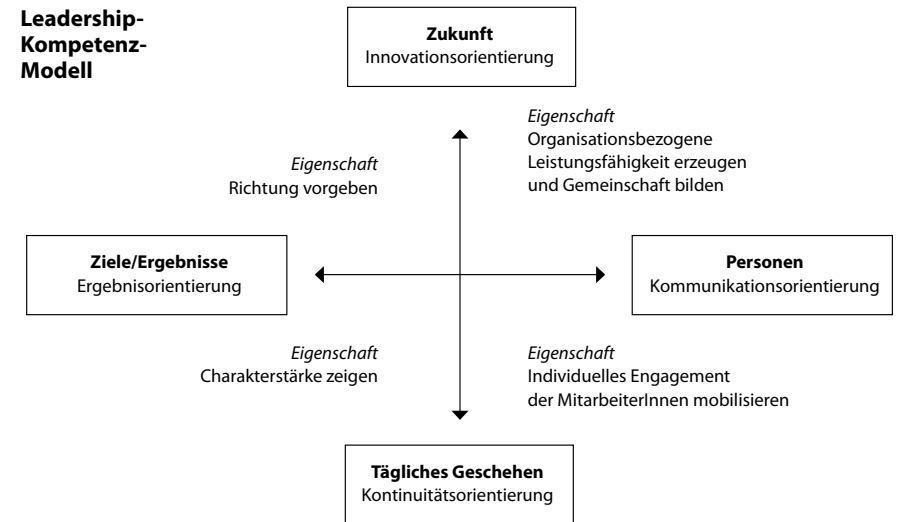 Leadership-
Kompetenz-
Modell
Zukunft
Innovationsorientierung
Eigenschaft
Richtung vorgeben
Eigenschaft
Organisationsbezogene
Leistungsfähigkeit erzeugen
und Gemeinschaft bilden
Ziele/Ergebnisse
Ergebnisorientierung
Personen
Kommunikationsorientierung
Eigenschaft
Charakterstärke zeigen
Eigenschaft
Individuelles Engagement
der MitarbeiterInnen mobilisieren
Tägliches Geschehen
Kontinuitätsorientierung